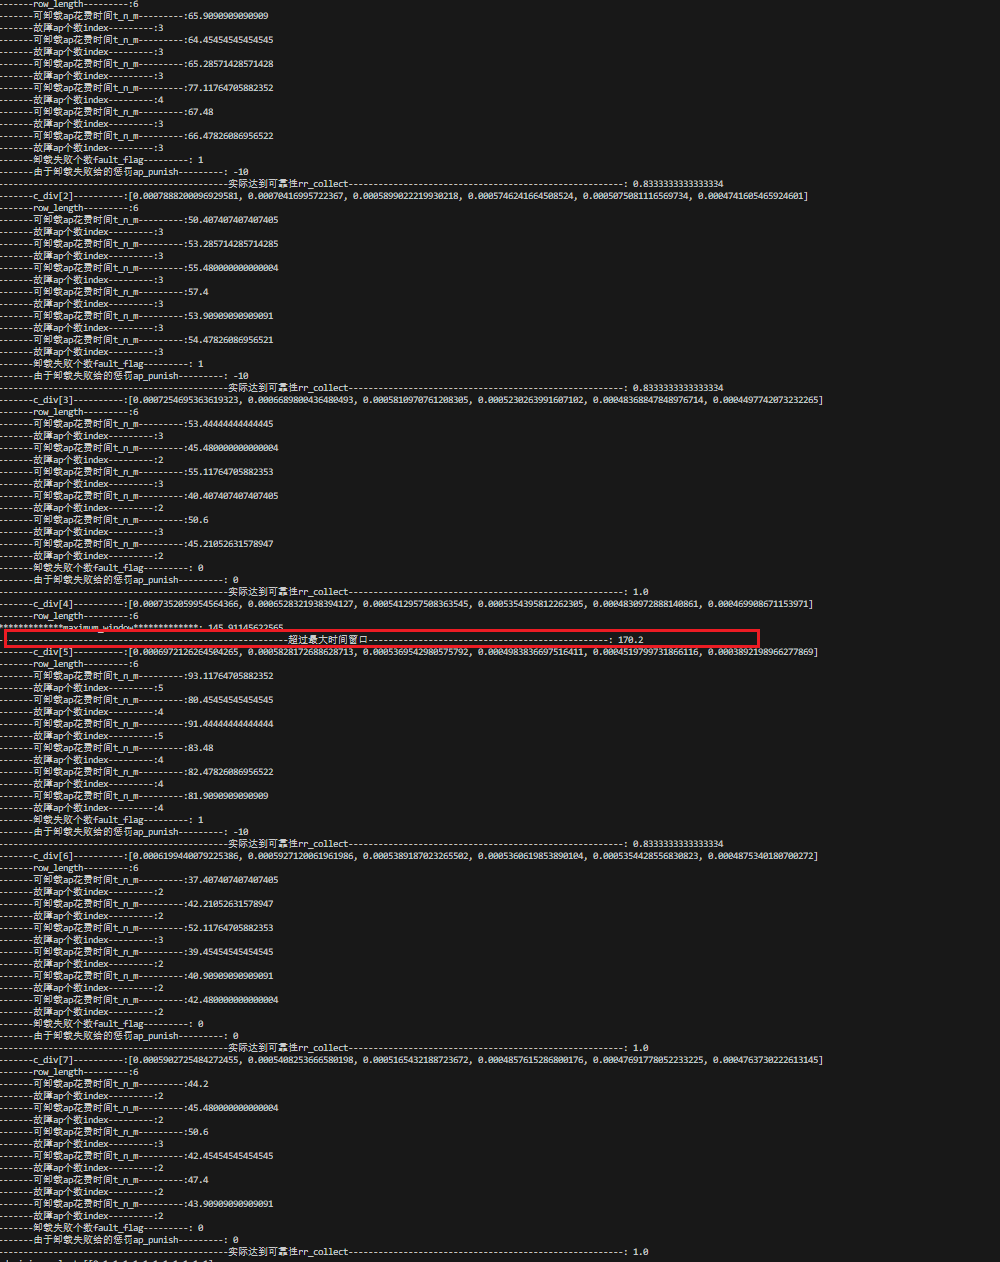 -------row_length---------:6
-------可卸载ap花费时间t_n_m---------:65.9090909090909
-------故障ap个数index---------:3
-------可卸载ap花费时间t_n_m---------:64.45454545454545
-------故障ap个数index---------:3
-------可卸载ap花费时间t_n_m---------:65.28571428571428
-------故障ap个数index---------:3
-------可卸载ap花费时间t_n_m---------:77.11764705882352
-------故障ap个数index---------:4
-------可卸载ap花费时间t_n_m---------:67.48
-------故障ap个数index---------:3
-------可卸载ap花费时间t_n_m---------:66.47826086956522
-------故障ap个数index---------:3
-------卸载失败个数fault_flag---------: 1
-------由于卸载失败给的惩罚ap_punish---------: -10
----------------------------------------------实际达到可靠性rr_collect-------------------------------------------------------: 0.8333333333333334
-------c_div[2]----------:[0.0007888200096929581, 0.00070416995722367, 0.0005899022219930218, 0.0005746241664508524, 0.0005075081116569734, 0.0004741605465924601]
-------row_length---------:6
-------可卸载ap花费时间t_n_m---------:50.407407407407405
-------故障ap个数index---------:3
-------可卸载ap花费时间t_n_m---------:53.285714285714285
-------故障ap个数index---------:3
-------可卸载ap花费时间t_n_m---------:55.480000000000004
-------故障ap个数index---------:3
-------可卸载ap花费时间t_n_m---------:57.4
-------故障ap个数index---------:3
-------可卸载ap花费时间t_n_m---------:53.90909090909091
-------故障ap个数index---------:3
-------可卸载ap花费时间t_n_m---------:54.47826086956521
-------故障ap个数index---------:3
-------卸载失败个数fault_flag---------: 1
-------由于卸载失败给的惩罚ap_punish---------: -10
----------------------------------------------实际达到可靠性rr_collect-------------------------------------------------------: 0.8333333333333334
-------c_div[3]----------:[0.0007254695363619323, 0.0006689800436480493, 0.0005810970761208305, 0.0005230263991607102, 0.00048368847848976714, 0.0004497742073232265]
-------row_length---------:6
-------可卸载ap花费时间t_n_m---------:53.44444444444445
-------故障ap个数index---------:3
-------可卸载ap花费时间t_n_m---------:45.480000000000004
-------故障ap个数index---------:2
-------可卸载ap花费时间t_n_m---------:55.11764705882353
-------故障ap个数index---------:3
-------可卸载ap花费时间t_n_m---------:40.407407407407405
-------故障ap个数index---------:2
-------可卸载ap花费时间t_n_m---------:50.6
-------故障ap个数index---------:3
-------可卸载ap花费时间t_n_m---------:45.21052631578947
-------故障ap个数index---------:2
-------卸载失败个数fault_flag---------: 0
-------由于卸载失败给的惩罚ap_punish---------: 0
----------------------------------------------实际达到可靠性rr_collect-------------------------------------------------------: 1.0
-------c_div[4]----------:[0.0007352059954564366, 0.0006528321938394127, 0.0005412957508363545, 0.0005354395812262305, 0.0004830972888140861, 0.000469908671153971]
-------row_length---------:6
*************maximum_window*************: 145.91145622565
----------------------------------------------------------超过最大时间窗口------------------------------------------------: 170.2
-------c_div[5]----------:[0.0006972126264504265, 0.0005828172688628713, 0.0005369542980575792, 0.0004983836697516411, 0.0004519799731866116, 0.0003892198966277869]
-------row_length---------:6
-------可卸载ap花费时间t_n_m---------:93.11764705882352
-------故障ap个数index---------:5
-------可卸载ap花费时间t_n_m---------:80.45454545454545
-------故障ap个数index---------:4
-------可卸载ap花费时间t_n_m---------:91.44444444444444
-------故障ap个数index---------:5
-------可卸载ap花费时间t_n_m---------:83.48
-------故障ap个数index---------:4
-------可卸载ap花费时间t_n_m---------:82.47826086956522
-------故障ap个数index---------:4
-------可卸载ap花费时间t_n_m---------:81.9090909090909
-------故障ap个数index---------:4
-------卸载失败个数fault_flag---------: 1
-------由于卸载失败给的惩罚ap_punish---------: -10
----------------------------------------------实际达到可靠性rr_collect-------------------------------------------------------: 0.8333333333333334
-------c_div[6]----------:[0.0006199440079225386, 0.0005927120061961986, 0.0005389187023265502, 0.0005360619853890104, 0.0005354428556830823, 0.0004875340180700272]
-------row_length---------:6
-------可卸载ap花费时间t_n_m---------:37.407407407407405
-------故障ap个数index---------:2
-------可卸载ap花费时间t_n_m---------:42.21052631578947
-------故障ap个数index---------:2
-------可卸载ap花费时间t_n_m---------:52.11764705882353
-------故障ap个数index---------:3
-------可卸载ap花费时间t_n_m---------:39.45454545454545
-------故障ap个数index---------:2
-------可卸载ap花费时间t_n_m---------:40.90909090909091
-------故障ap个数index---------:2
-------可卸载ap花费时间t_n_m---------:42.480000000000004
-------故障ap个数index---------:2
-------卸载失败个数fault_flag---------: 0
-------由于卸载失败给的惩罚ap_punish---------: 0
----------------------------------------------实际达到可靠性rr_collect-------------------------------------------------------: 1.0
-------c_div[7]----------:[0.0005902725484272455, 0.0005408253666580198, 0.0005165432188723672, 0.0004857615286800176, 0.00047691778052233225, 0.0004763730222613145]
-------row_length---------:6
-------可卸载ap花费时间t_n_m---------:44.2
-------故障ap个数index---------:2
-------可卸载ap花费时间t_n_m---------:45.480000000000004
-------故障ap个数index---------:2
-------可卸载ap花费时间t_n_m---------:50.6
-------故障ap个数index---------:3
-------可卸载ap花费时间t_n_m---------:42.45454545454545
-------故障ap个数index---------:2
-------可卸载ap花费时间t_n_m---------:47.4
-------故障ap个数index---------:2
-------可卸载ap花费时间t_n_m---------:43.90909090909091
-------故障ap个数index---------:2
-------卸载失败个数fault_flag---------: 0
-------由于卸载失败给的惩罚ap_punish---------: 0
----------------------------------------------实际达到可靠性rr_collect-------------------------------------------------------: 1.0